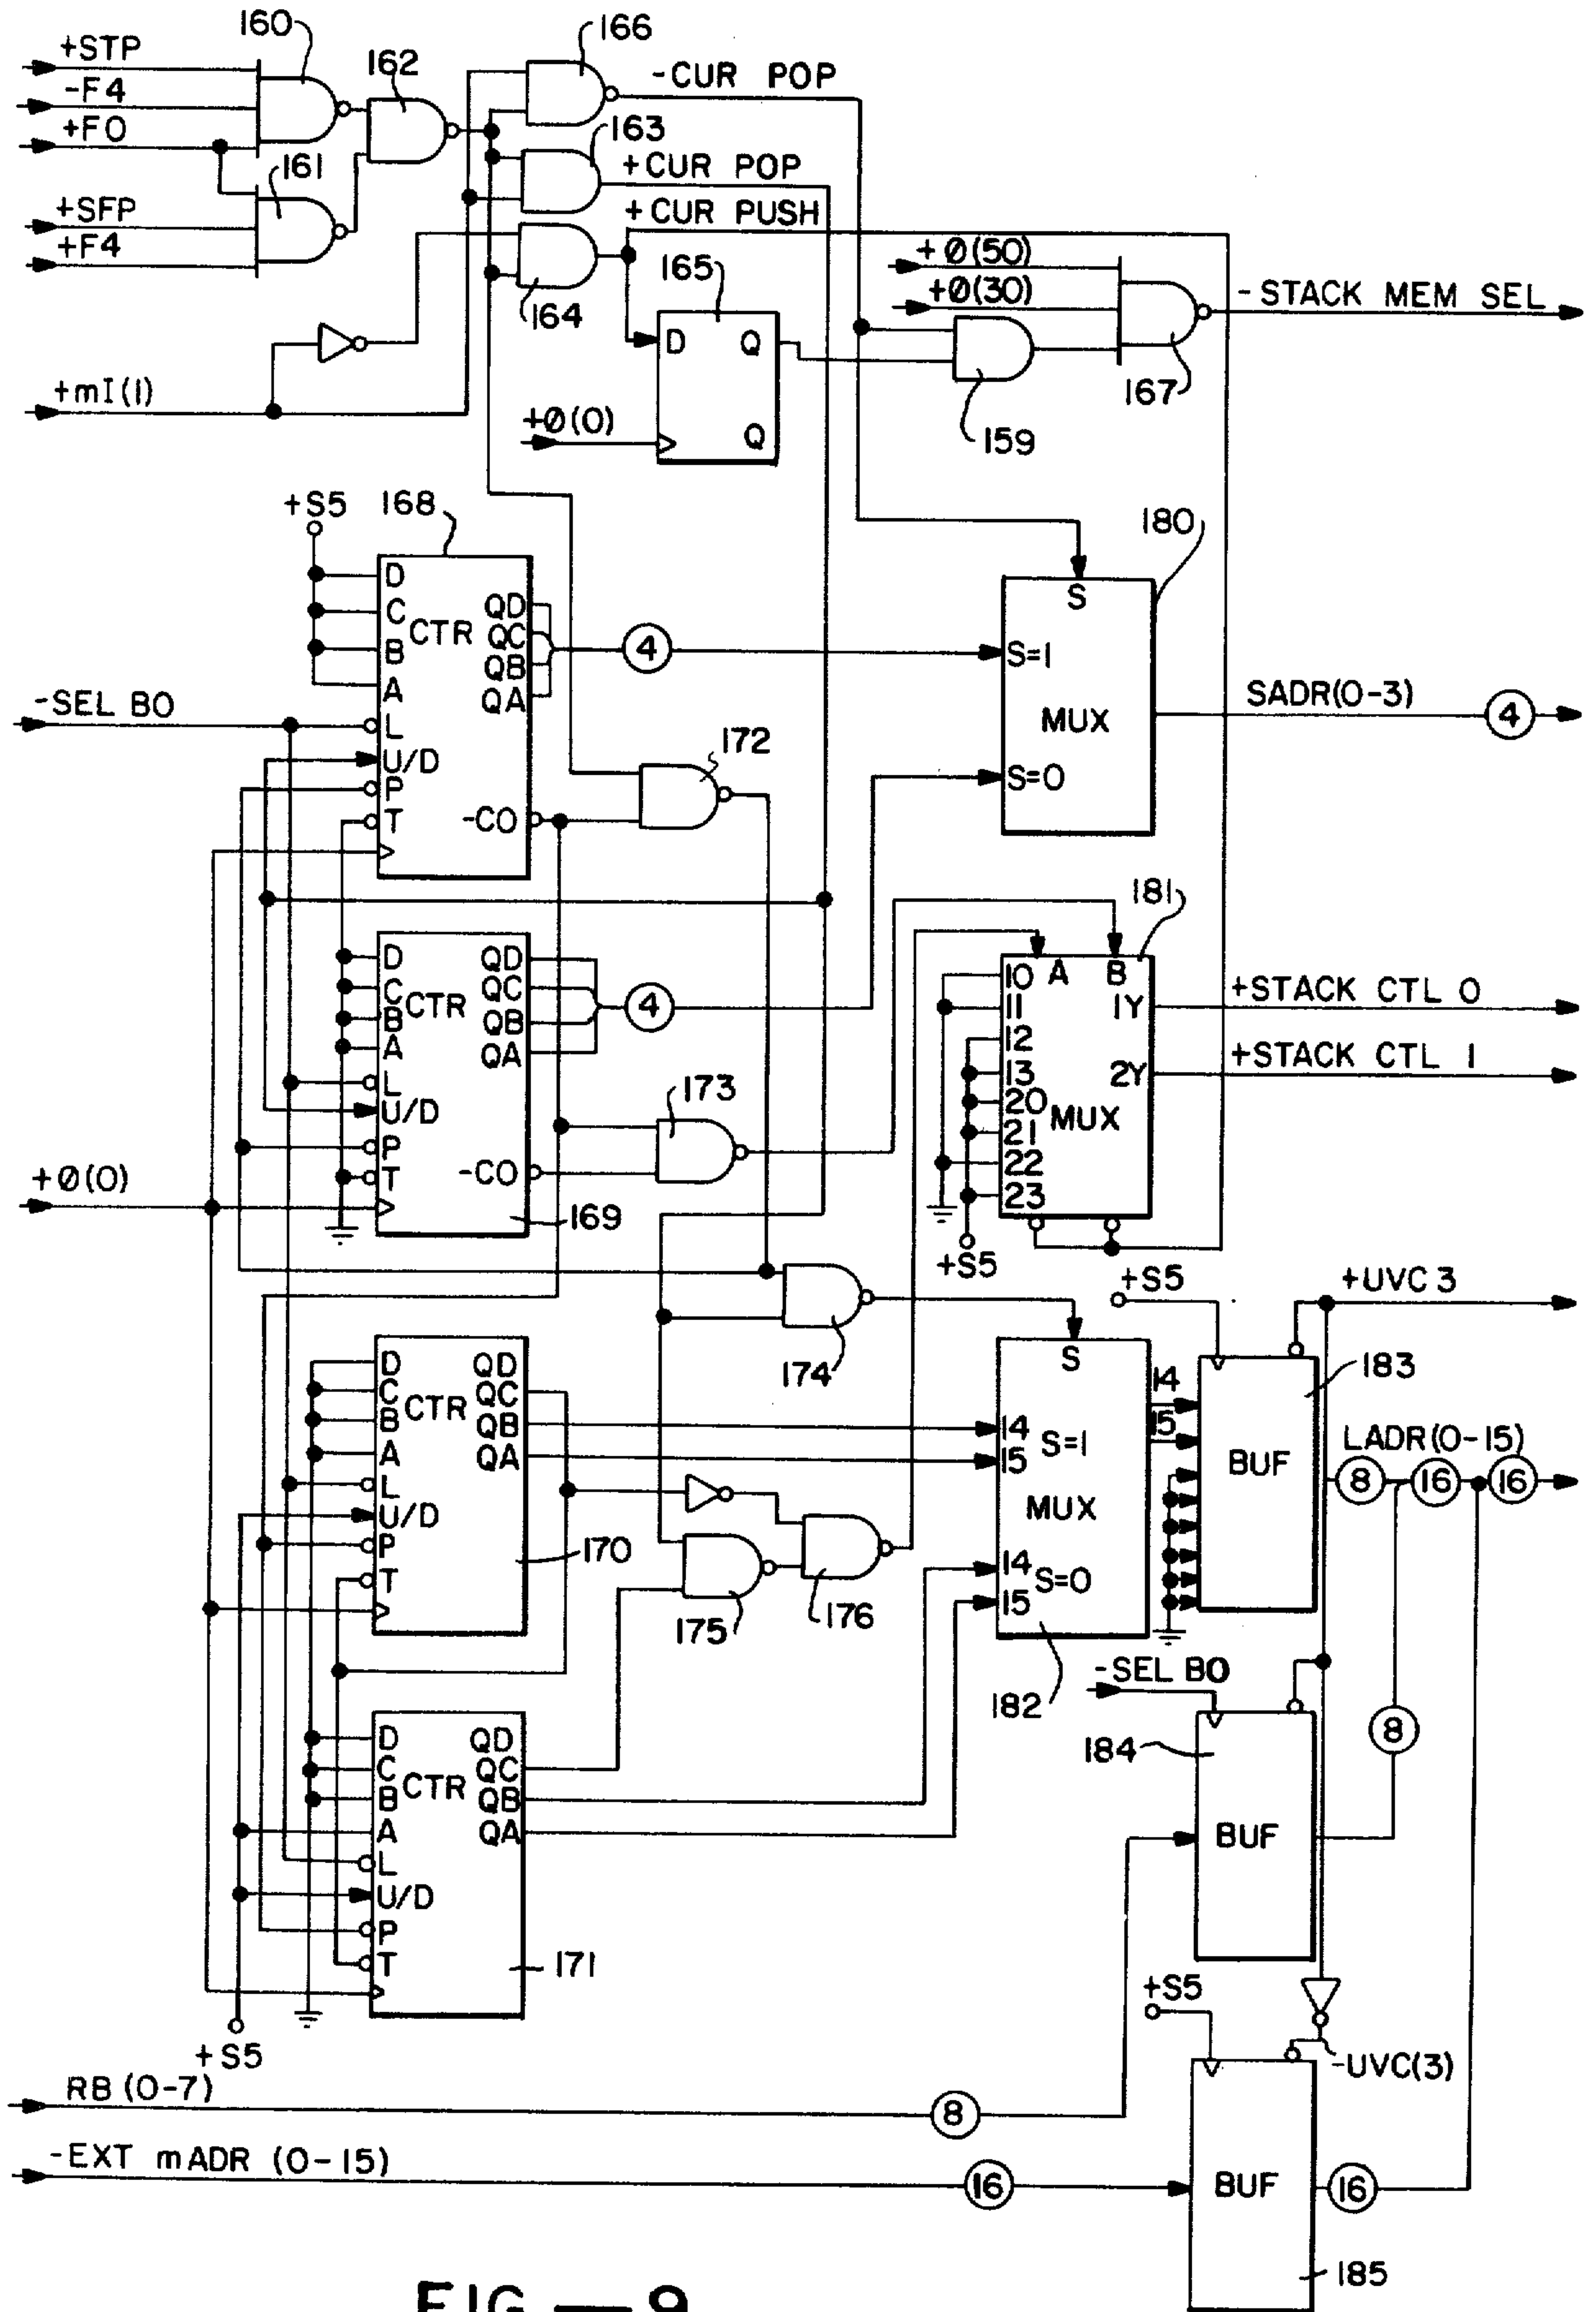 160
166
+STP
162
-CUR POP
-F4
+F0
163
161
+CUR POP
+SFP
+CUR PUSH
+F4
+Ø(50)
165
+Ø(30)
-STACK MEM SEL
164
D Q
+mI(1)
167
+Ø(0)
Q
159
+S5
168
180
D
S
C
QD
CTR
QC
4
B
S=1
QB
A
QA
-SEL BO
SADR(0-3)
L
4
MUX
172
U/D
P
S=0
T
-CO
181
D
QD
A B
10
C
CTR
QC
4
11
1Y
+STACK CTL 0
B
QB
12
A
QA
13
2Y
+STACK CTL 1
L
173
20
MUX
U/D
21
P
22
+Ø(0)
T
-CO
23
169
+S5
+S5
+UVC 3
174
D
QD
S
183
C
QC
14
CTR
B
QB
14
15
LADR(0-15)
S=1
A
QA
15
BUF
8
16
16
L
MUX
U/D
P
170
14
T
S=0
175
176
15
-SEL BO
182
D
QD
8
184
C
QC
CTR
B
QB
A
QA
BUF
L
U/D
P
T
171
+S5
+S5
-UVC(3)
RB (0-7)
8
-EXT mADR (0-15)
16
BUF
16
185
FIG — 9